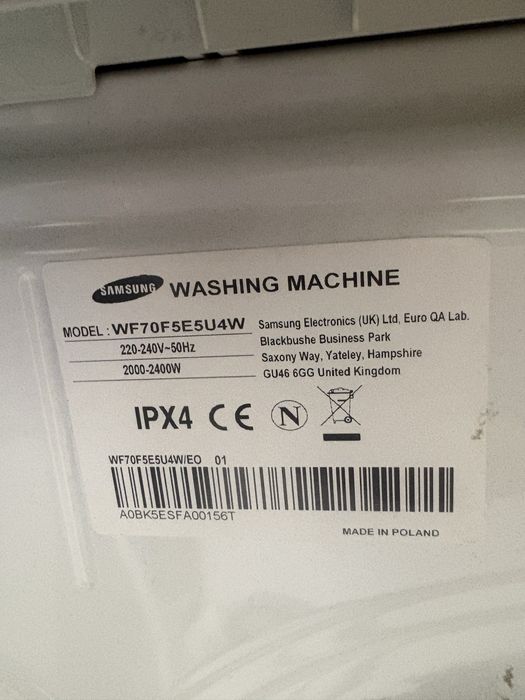 SAMSUNG WASHING MACHINE
MODEL : WF70F5E5U4W
220-240V~50Hz
2000-2400W
Samsung Electronics (UK) Ltd, Euro QA Lab.
Blackbushe Business Park
Saxony Way, Yateley, Hampshire
GU46 6GG United Kingdom
IPX4 CE N
WF70F5E5U4W/EO 01
A0BK5ESFA00156T
MADE IN POLAND